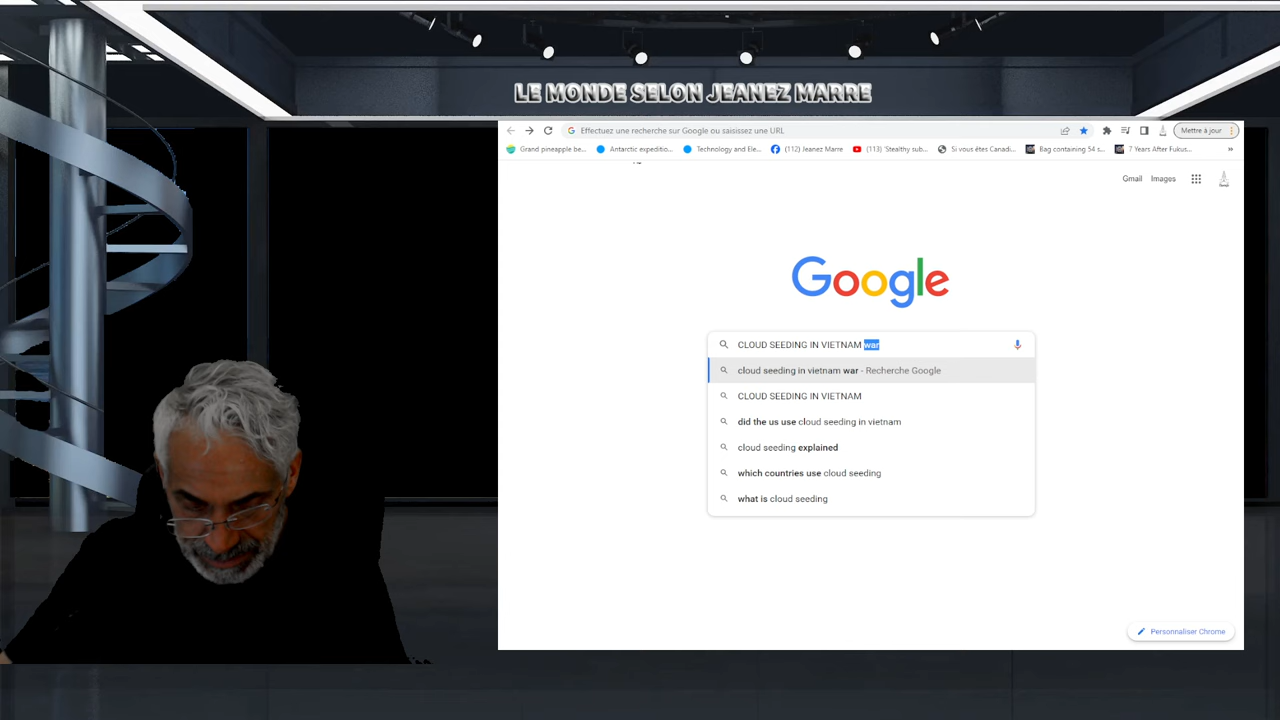 LE MONDE SELON JEANEZ MARRE
Effectuez une recherche sur Google ou saisissez une URL
Mettre à jour
Grand pineapple be...
Antarctic expeditio...
Technology and Ele...
(112) Jeanez Marre
(113) 'Stealthy sub...
Si vous êtes Canadi...
Bag containing 54 s...
7 Years After Fukus...
»
Gmail Images
Google
CLOUD SEEDING IN VIETNAM war
cloud seeding in vietnam war - Recherche Google
CLOUD SEEDING IN VIETNAM
did the us use cloud seeding in vietnam
cloud seeding explained
which countries use cloud seeding
what is cloud seeding
Personnaliser Chrome